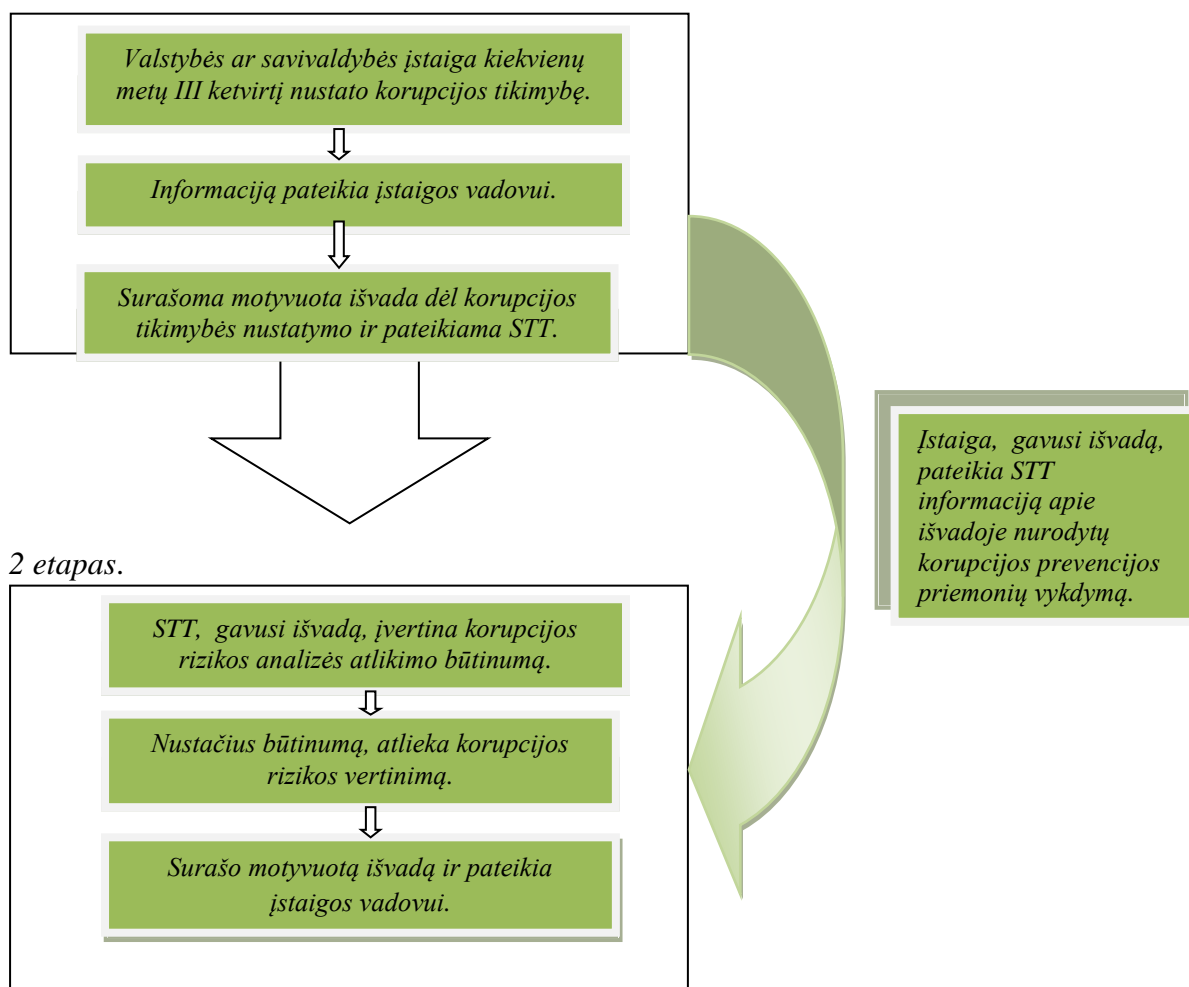 Valstybės ar savivaldybės įstaiga kiekvienų
metų III ketvirtį nustato korupcijos tikimybę.
Informaciją pateikia įstaigos vadovui.
Surašoma motyvuota išvada dėl korupcijos
tikimybės nustatymo ir pateikiama STT.
Įstaiga, gavusi išvadą,
pateikia STT
informaciją apie
išvadoje nurodytų
korupcijos prevencijos
priemonių vykdymą.
2 etapas.
STT, gavusi išvadą, įvertina korupcijos
rizikos analizės atlikimo būtinumą.
Nustačius būtinumą, atlieka korupcijos
rizikos vertinimą.
Surašo motyvuotą išvadą ir pateikia
įstaigos vadovui.